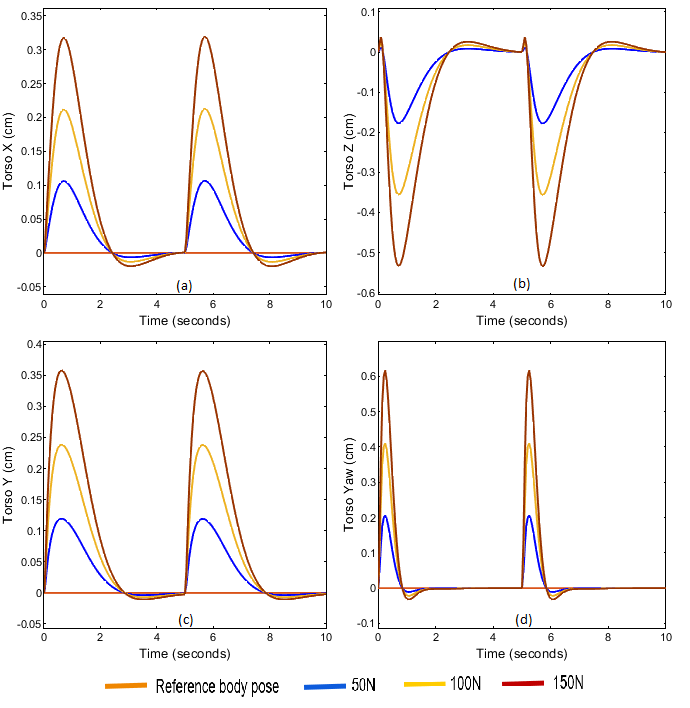 0.35
0.3
0.25
0.2
0.15
0.1
0.05
0
-0.05
Torso X (cm)
0 2 4 6 8 10
(a)
Time (seconds)
0.1
0
-0.1
-0.2
-0.3
-0.4
-0.5
-0.6
Torso Z (cm)
0 2 4 6 8 10
(b)
Time (seconds)
0.4
0.35
0.3
0.25
0.2
0.15
0.1
0.05
0
-0.05
Torso Y (cm)
0 2 4 6 8 10
(c)
Time (seconds)
0.6
0.5
0.4
0.3
0.2
0.1
0
-0.1
Torso Yaw (cm)
0 2 4 6 8 10
(d)
Time (seconds)
Reference body pose 50N 100N 150N